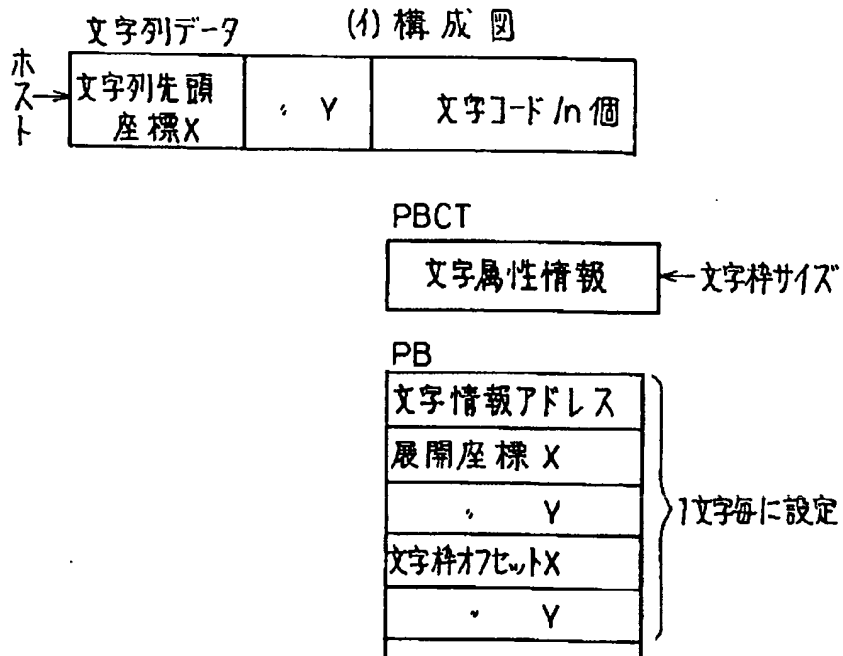 (イ)構成図
文字列データ
ホスト
文字列先頭
座標X
〃 Y
文字コード/n個
PBCT
文字属性情報
文字枠サイズ
PB
文字情報アドレス
展開座標 X
〃 Y
文字枠オフセットX
〃 Y
1文字毎に設定